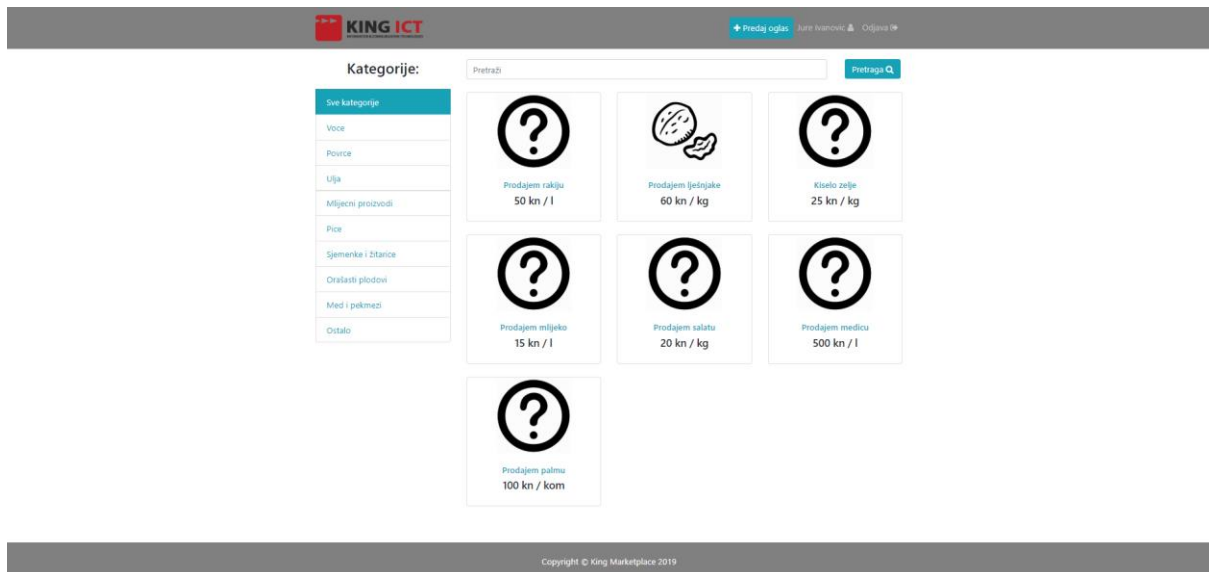 KING ICT
Predaj oglas Jure Ivanović Odjava
Kategorije:
Pretraži
Pretraga
Sve kategorije
Voce
Povrce
Ulja
Mlijecni proizvodi
Pice
Sjemenke i žitarice
Orašasti plodovi
Med i pekmezi
Ostalo
Prodajem rakiju
50 kn / l
Prodajem lješnjake
60 kn / kg
Kiselo zelje
25 kn / kg
Prodajem mlijeko
15 kn / l
Prodajem salatu
20 kn / kg
Prodajem medicu
500 kn / l
Prodajem palmu
100 kn / kom
Copyright © King Marketplace 2019